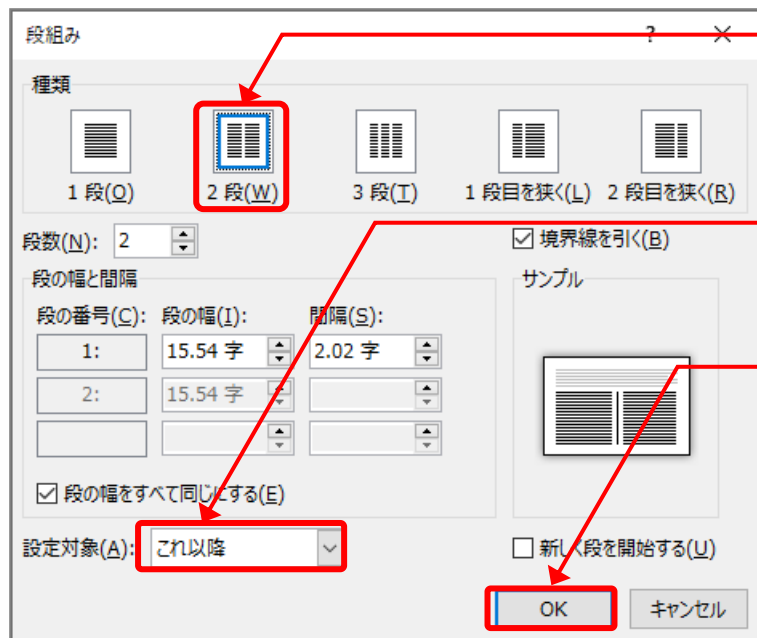 段組み ? ×
種類
1 段(O) 2 段(W) 3 段(T) 1 段目を狭く(L) 2 段目を狭く(R)
段数(N): 2 境界線を引く(B)
段の幅と間隔 サンプル
段の番号(C): 段の幅(I): 間隔(S):
1: 15.54 字 2.02 字
2: 15.54 字
段の幅をすべて同じにする(E)
設定対象(A): これ以降 新しく段を開始する(U)
OK キャンセル